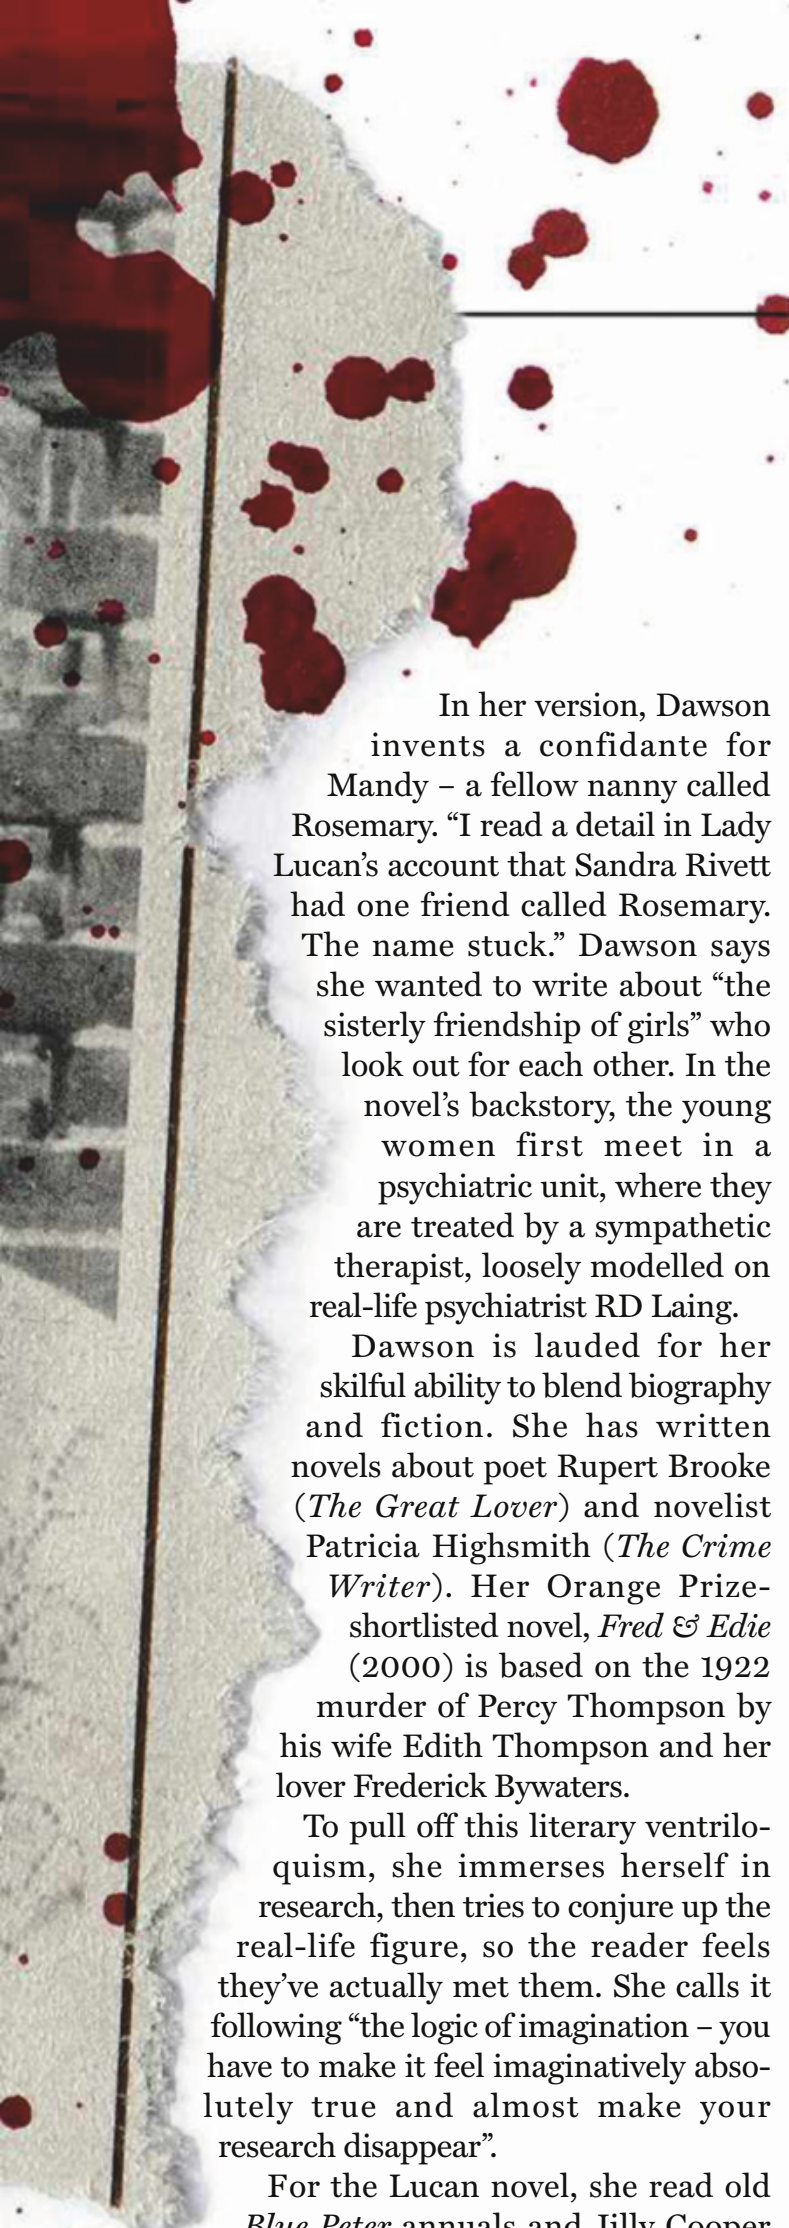 In her version, Dawson
invents a confidante for
Mandy – a fellow nanny called
Rosemary. “I read a detail in Lady
Lucan’s account that Sandra Rivett
had one friend called Rosemary.
The name stuck.” Dawson says
she wanted to write about “the
sisterly friendship of girls” who
look out for each other. In the
novel’s backstory, the young
women first meet in a
psychiatric unit, where they
are treated by a sympathetic
therapist, loosely modelled on
real-life psychiatrist RD Laing.
Dawson is lauded for her
skilful ability to blend biography
and fiction. She has written
novels about poet Rupert Brooke
(The Great Lover) and novelist
Patricia Highsmith (The Crime
Writer). Her Orange Prize-
shortlisted novel, Fred & Edie
(2000) is based on the 1922
murder of Percy Thompson by
his wife Edith Thompson and her
lover Frederick Bywaters.
To pull off this literary ventrilo-
quism, she immerses herself in
research, then tries to conjure up the
real-life figure, so the reader feels
they’ve actually met them. She calls it
following “the logic of imagination – you
have to make it feel imaginatively abso-
lutely true and almost make your
research disappear”.
For the Lucan novel, she read old
Blue Peter annuals and Jilly Cooper